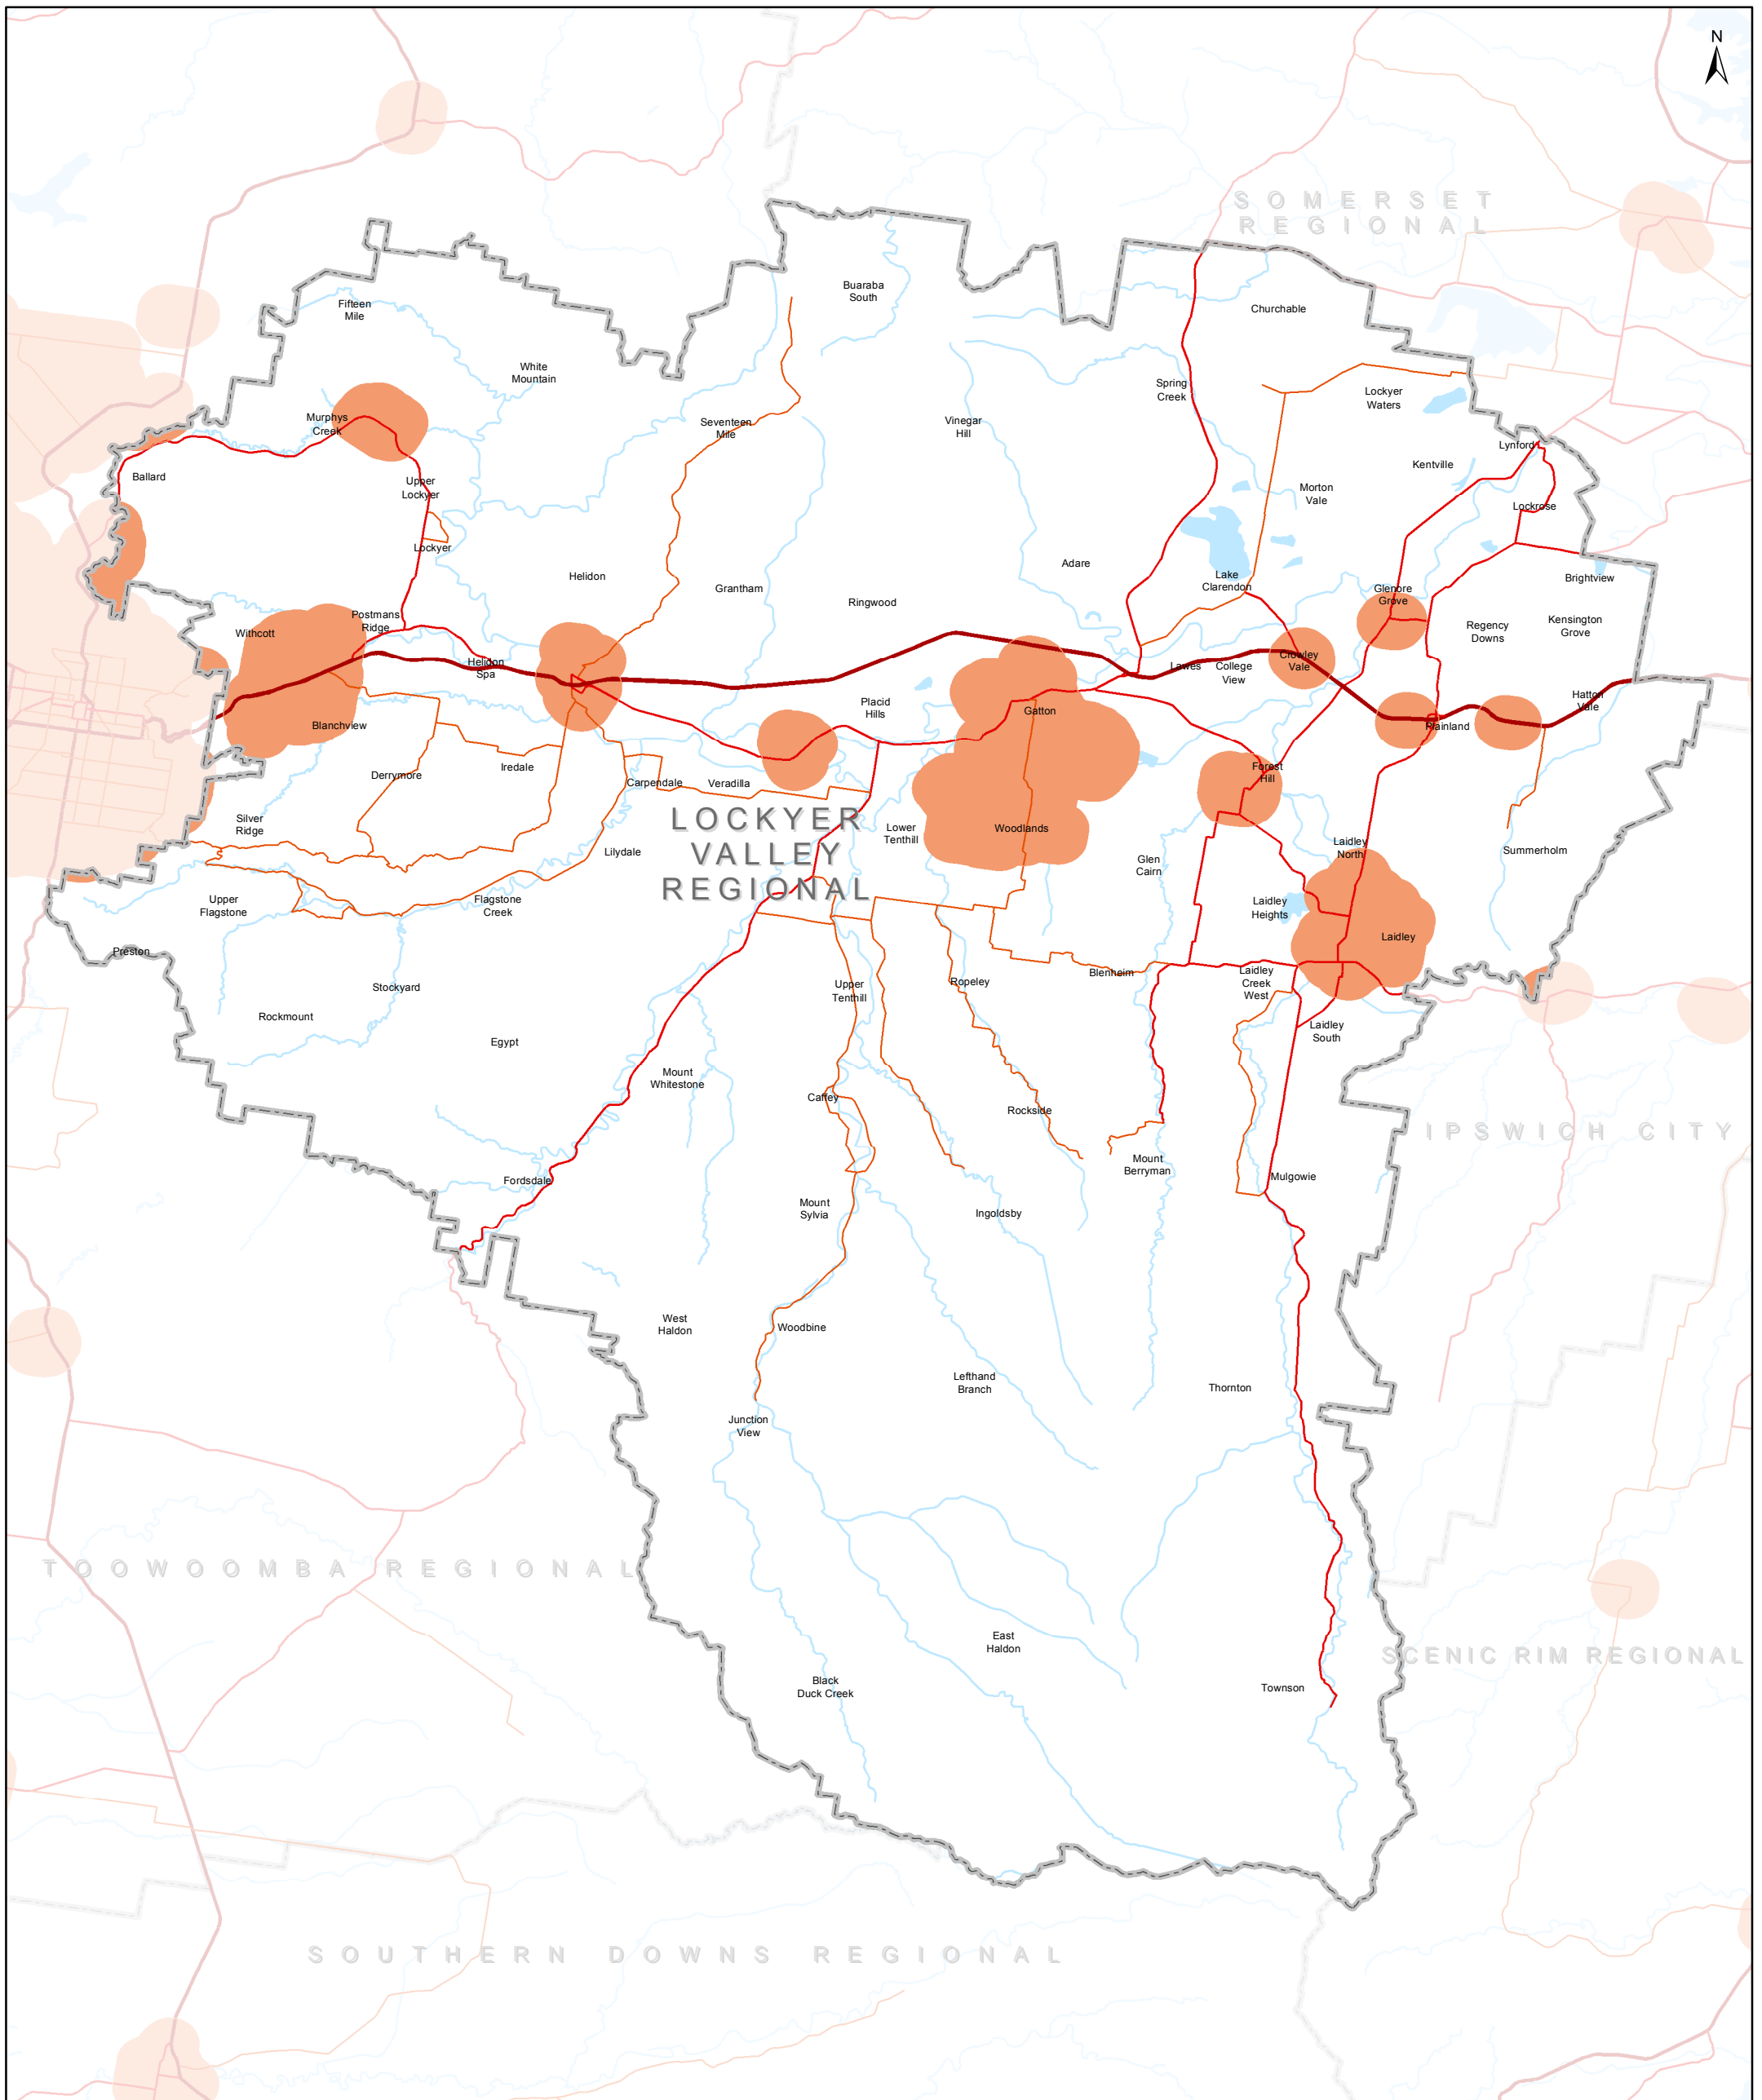 N
SOMERSET
REGIONAL
Buaraba
South
Fifteen
Mile
Churchable
White
Mountain
Spring
Creek
Lockyer
Waters
Murphys
Creek
Seventeen
Mile
Vinegar
Hill
Lynford
Kentville
Ballard
Upper
Lockyer
Morton
Vale
Lockrose
Lockyer
Helidon
Grantham
Ringwood
Adare
Lake
Clarendon
Brightview
Glenore
Grove
Postmans
Ridge
Withcott
Regency
Downs
Kensington
Grove
Helidon
Spa
Lawes
College
View
Crowley
Vale
Placid
Hills
Gatton
Hatton
Vale
Blanchview
Plainland
Derrymore
Iredale
Carpendale
Veradilla
Forest
Hill
LOCKYER
VALLEY
REGIONAL
Silver
Ridge
Lower
Tenthill
Woodlands
Lilydale
Glen
Cairn
Laidley
North
Summerholm
Upper
Flagstone
Flagstone
Creek
Laidley
Heights
Laidley
Preston
Stockyard
Upper
Tenthill
Ropeley
Blenheim
Laidley
Creek
West
Rockmount
Egypt
Laidley
South
Mount
Whitestone
Caffey
Rockside
IPSWICH CITY
Mount
Berryman
Mulgowie
Fordsdale
Mount
Sylvia
Ingoldsby
West
Haldon
Woodbine
Lefthand
Branch
Thornton
Junction
View
TOOWOOMBA REGIONAL
East
Haldon
SCENIC RIM REGIONAL
Black
Duck Creek
Townson
SOUTHERN DOWNS REGIONAL